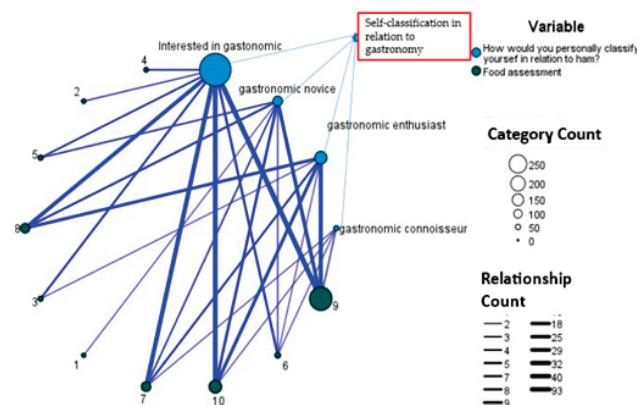 Self-classification in
relation to
gastronomy
Interested in gastonomic
gastronomic novice
gastronomic enthusiast
gastronomic connoisseur
4
2
5
8
3
1
7
10
6
9
Variable
How would you personally classify
yoursef in relation to ham?
Food assessment
Category Count
250
200
150
100
50
0
Relationship
Count
2
3
4
5
7
8
9
18
25
29
32
40
93